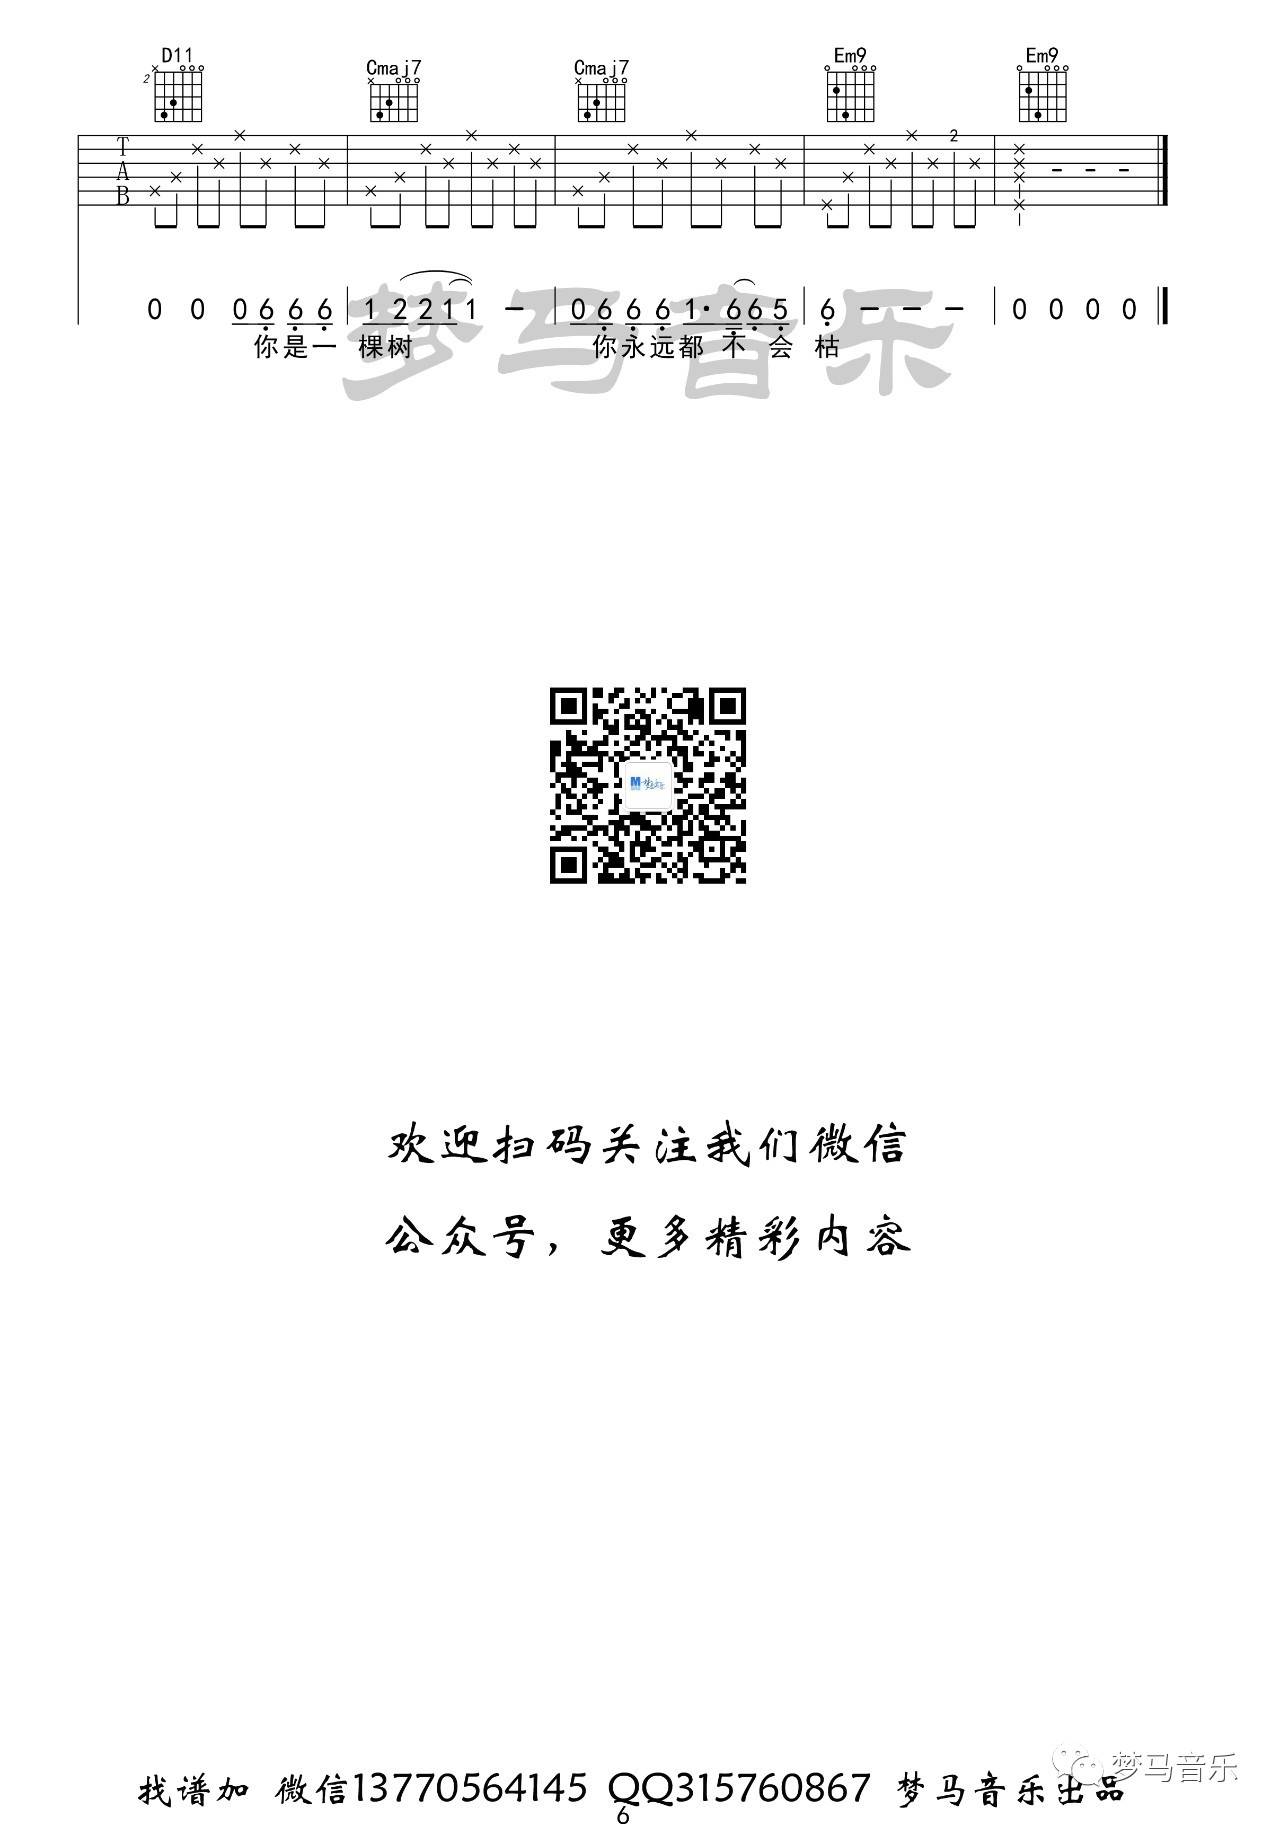 D11 Cmaj7 Cmaj7 Em9 Em9
2
T
A
B
2
0 0 0 6 6 6 1 2 2 1 1 - 0 6 6 6 1· 6 6 5 6 - - - 0 0 0 0
你是一 棵树 你永远都 不 会 枯
梦马音乐
欢迎扫码关注我们微信
公众号，更多精彩内容
梦马音乐
找谱加 微信13770564145 QQ315760867 梦马音乐出品
6